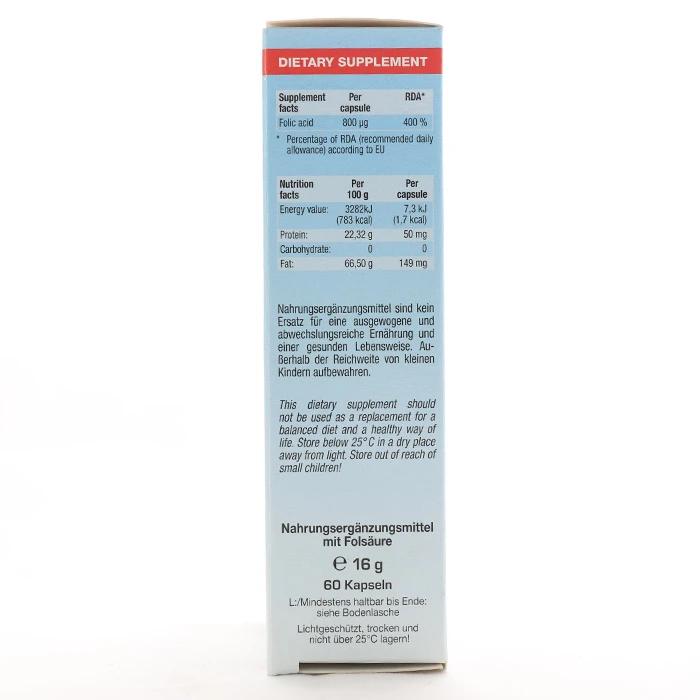 DIETARY SUPPLEMENT
Supplement facts Per capsule RDA*
Folic acid 800 µg 400 %
* Percentage of RDA (recommended daily
allowance) according to EU
Nutrition facts Per 100 g Per capsule
Energy value: 3282kJ 7,3 kJ
(783 kcal) (1,7 kcal)
Protein: 22,32 g 50 mg
Carbohydrate: 0 0
Fat: 66,50 g 149 mg
Nahrungsergänzungsmittel sind kein
Ersatz für eine ausgewogene und
abwechslungsreiche Ernährung und
einer gesunden Lebensweise. Au-
ßerhalb der Reichweite von kleinen
Kindern aufbewahren.
This dietary supplement should
not be used as a replacement for a
balanced diet and a healthy way of
life. Store below 25°C in a dry place
away from light. Store out of reach of
small children!
Nahrungsergänzungsmittel
mit Folsäure
℮ 16 g
60 Kapseln
L:/Mindestens haltbar bis Ende:
siehe Bodenlasche
Lichtgeschützt, trocken und
nicht über 25°C lagern!